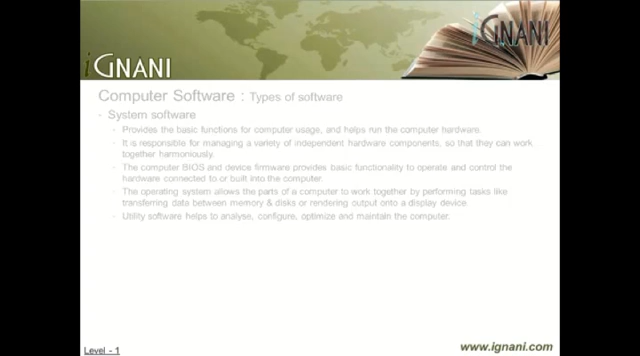 iGNANI
iGNANI
Computer Software : Types of software
- System software
- Provides the basic functions for computer usage, and helps run the computer hardware.
- It is responsible for managing a variety of independent hardware components, so that they can work
together harmoniously.
- The computer BIOS and device firmware provides basic functionality to operate and control the
hardware connected to or built into the computer.
- The operating system allows the parts of a computer to work together by performing tasks like
transferring data between memory & disks or rendering output onto a display device.
- Utility software helps to analyse, configure, optimize and maintain the computer.
Level - 1
www.ignani.com